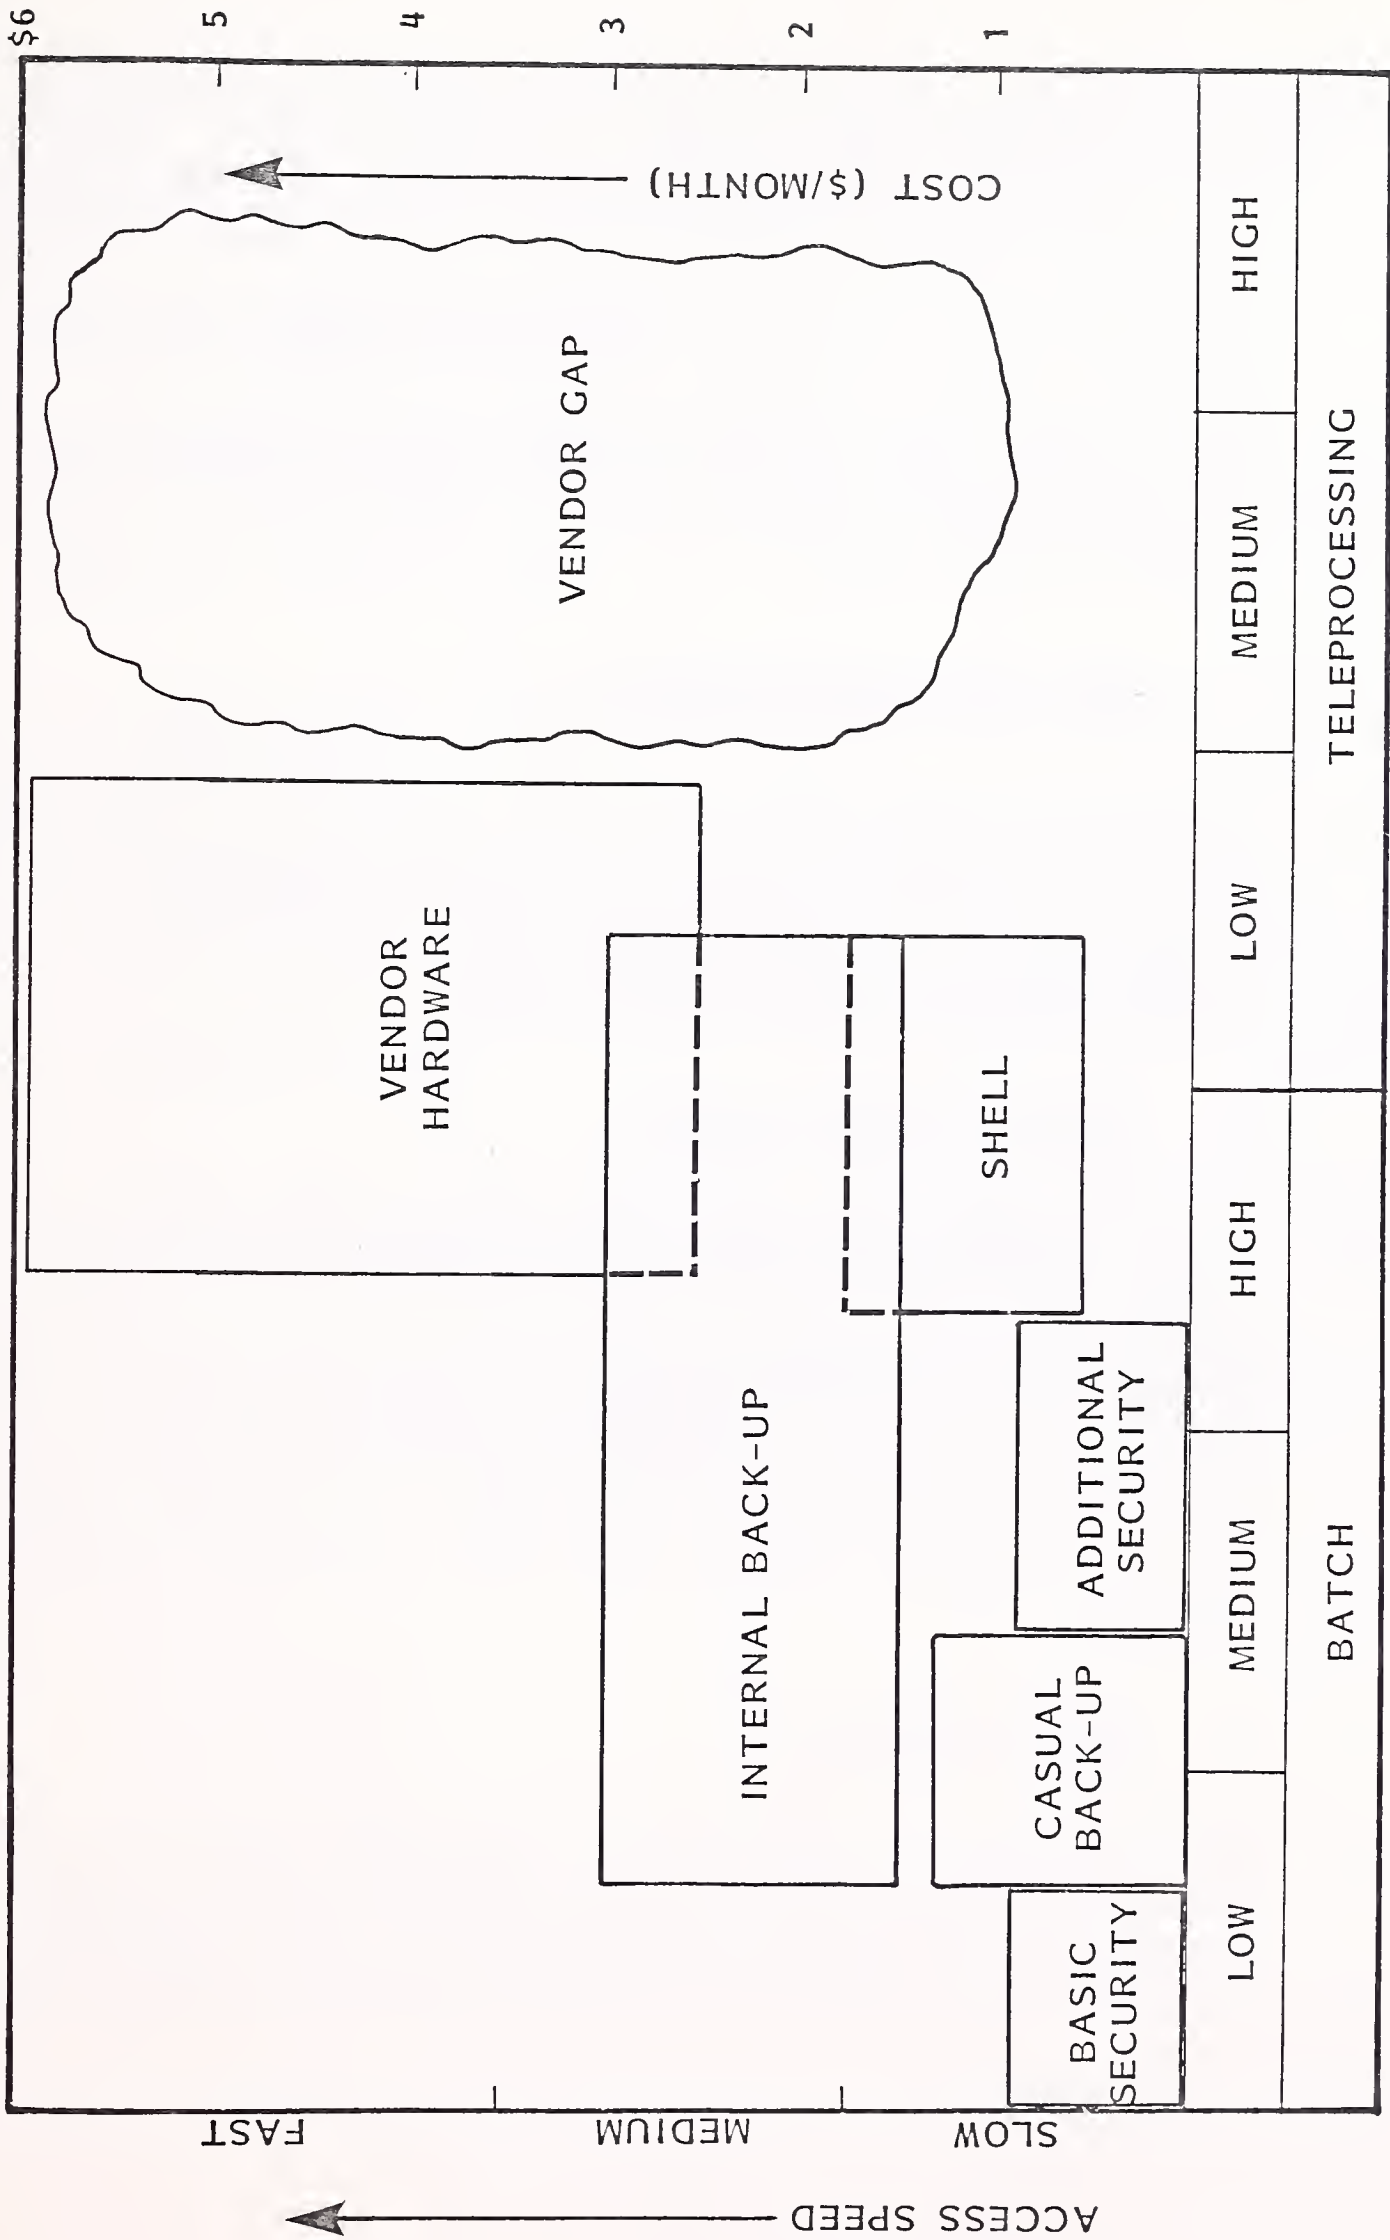 $6
5
4
3
2
1
COST ($/MONTH)
ACCESS SPEED
FAST
MEDIUM
SLOW
VENDOR
HARDWARE
VENDOR GAP
INTERNAL BACK-UP
SHELL
BASIC
SECURITY
CASUAL
BACK-UP
ADDITIONAL
SECURITY
LOW
MEDIUM
HIGH
LOW
MEDIUM
HIGH
BATCH
TELEPROCESSING